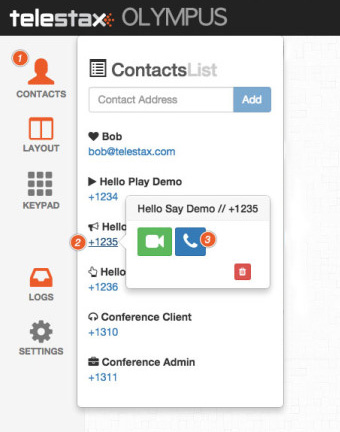 telestax OLYMPUS
1
CONTACTS
LAYOUT
KEYPAD
LOGS
SETTINGS
ContactsList
Contact Address
Add
Bob
bob@telestax.com
Hello Play Demo
+1234
Hello
2
+1235
Hello Say Demo // +1235
3
Hello
+1236
Conference Client
+1310
Conference Admin
+1311